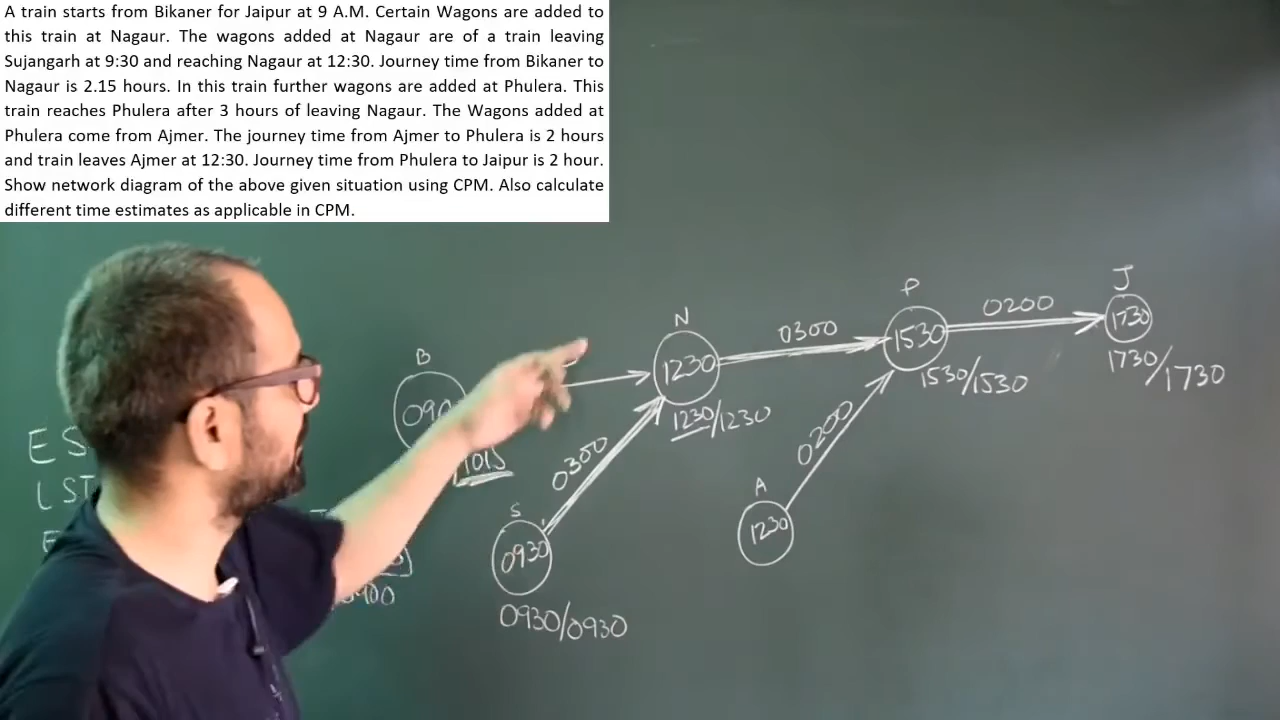 A train starts from Bikaner for Jaipur at 9 A.M. Certain Wagons are added to
this train at Nagaur. The wagons added at Nagaur are of a train leaving
Sujangarh at 9:30 and reaching Nagaur at 12:30. Journey time from Bikaner to
Nagaur is 2.15 hours. In this train further wagons are added at Phulera. This
train reaches Phulera after 3 hours of leaving Nagaur. The Wagons added at
Phulera come from Ajmer. The journey time from Ajmer to Phulera is 2 hours
and train leaves Ajmer at 12:30. Journey time from Phulera to Jaipur is 2 hour.
Show network diagram of the above given situation using CPM. Also calculate
different time estimates as applicable in CPM.
J
P
0200
N
0300
1730
1530
B
1230
1730/1730
1530/1530
1230/1230
0200
0300
1015
A
S
1230
0930
0930/0930